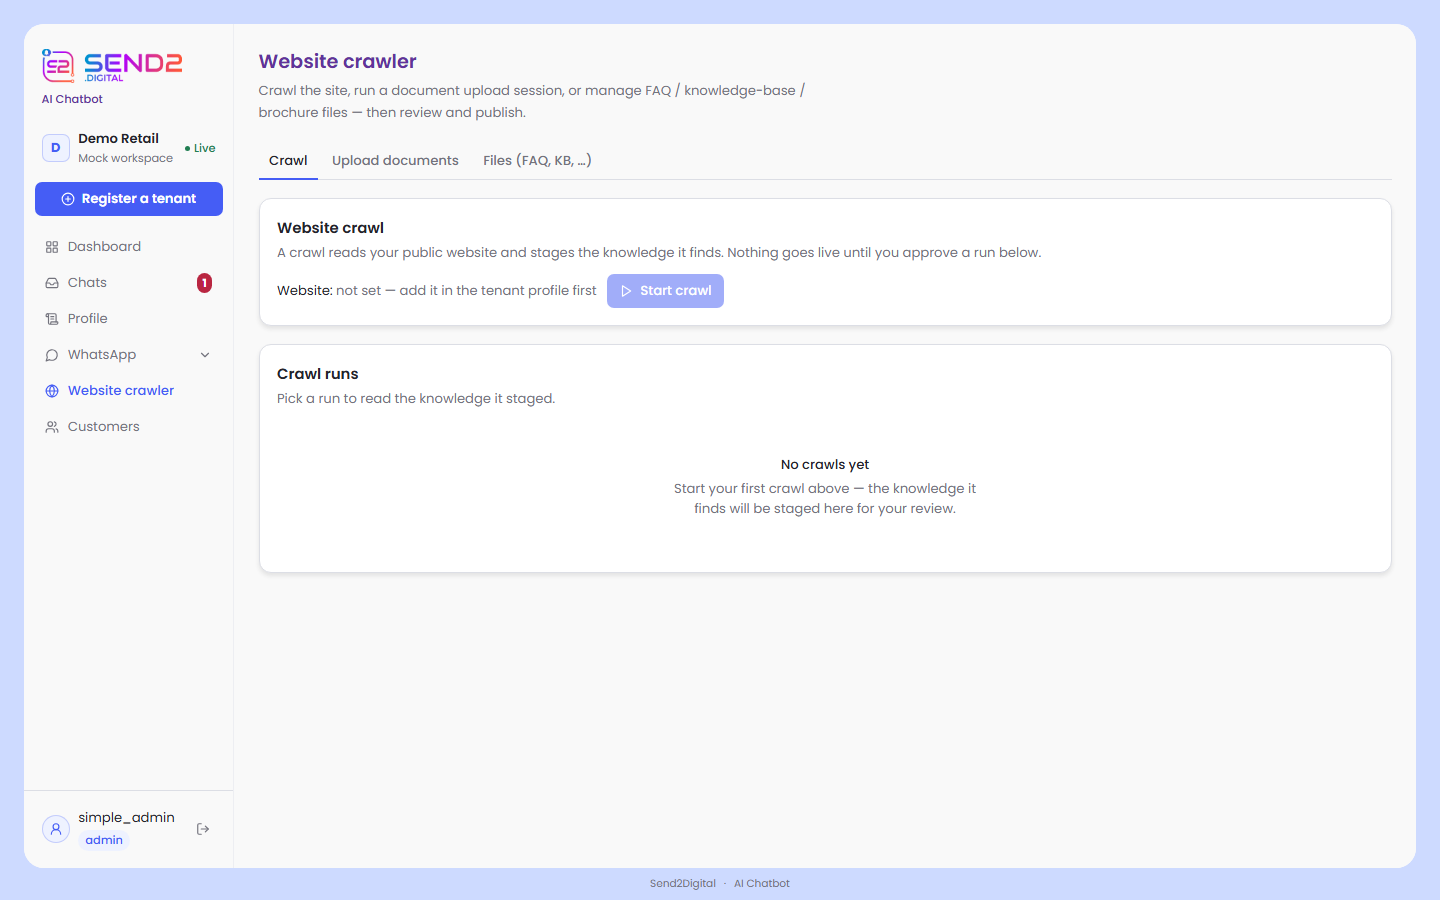 SEND2
.DIGITAL
AI Chatbot
D
Demo Retail
Mock workspace
Live
Register a tenant
Dashboard
Chats
1
Profile
WhatsApp
Website crawler
Customers
simple_admin
admin
Website crawler
Crawl the site, run a document upload session, or manage FAQ / knowledge-base /
brochure files — then review and publish.
Crawl
Upload documents
Files (FAQ, KB, …)
Website crawl
A crawl reads your public website and stages the knowledge it finds. Nothing goes live until you approve a run below.
Website: not set — add it in the tenant profile first
Start crawl
Crawl runs
Pick a run to read the knowledge it staged.
No crawls yet
Start your first crawl above — the knowledge it
finds will be staged here for your review.
Send2Digital · AI Chatbot